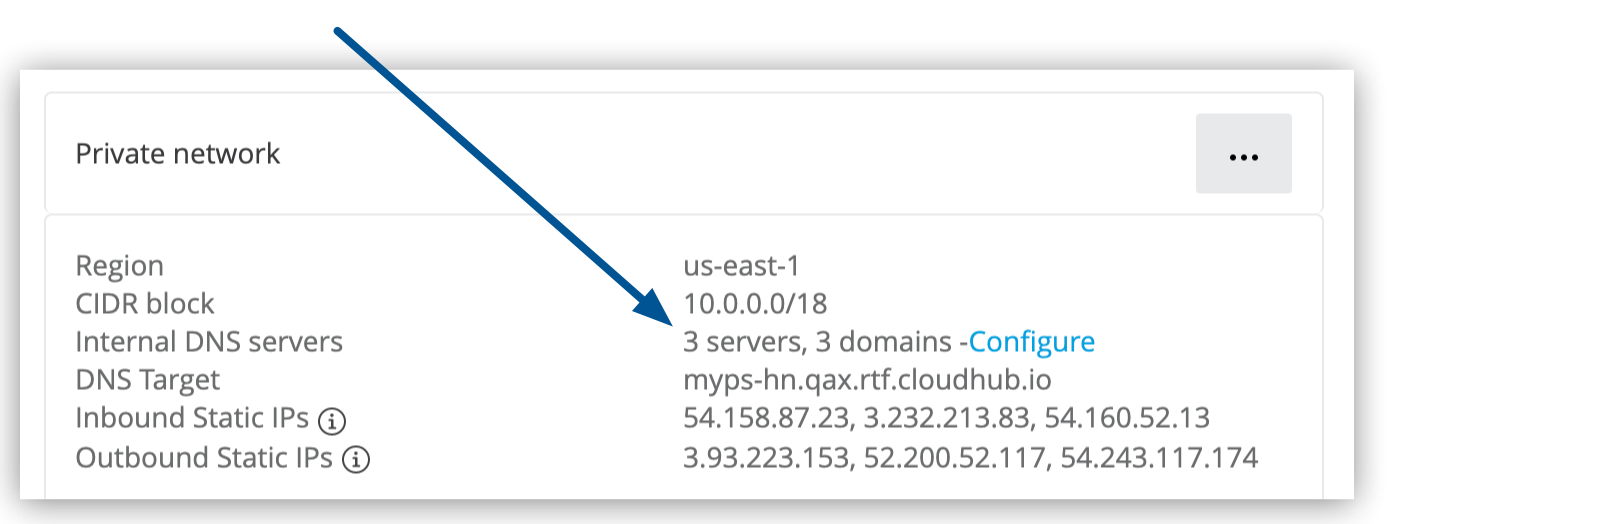 Private network
...
Region us-east-1
CIDR block 10.0.0.0/18
Internal DNS servers 3 servers, 3 domains -Configure
DNS Target myps-hn.qax.rtf.cloudhub.io
Inbound Static IPs i 54.158.87.23, 3.232.213.83, 54.160.52.13
Outbound Static IPs i 3.93.223.153, 52.200.52.117, 54.243.117.174